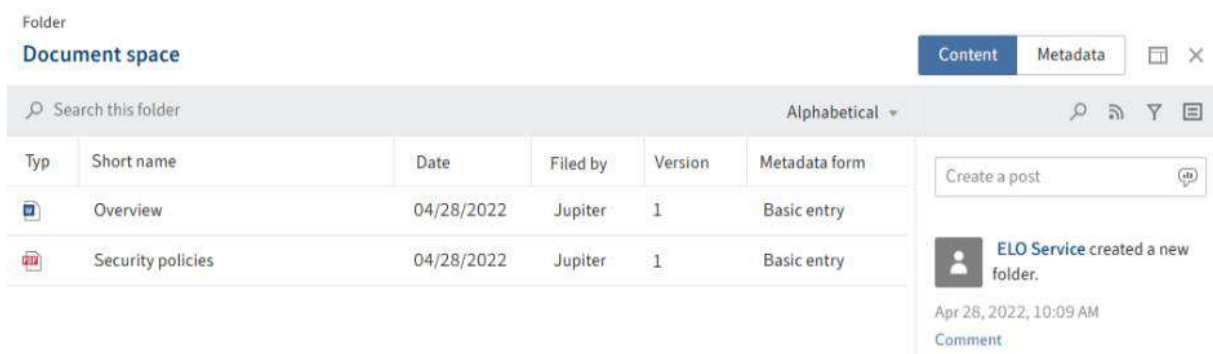 Folder
Document space
Content Metadata
Search this folder
Alphabetical
Typ Short name Date Filed by Version Metadata form
Overview 04/28/2022 Jupiter 1 Basic entry
Security policies 04/28/2022 Jupiter 1 Basic entry
Create a post
ELO Service created a new
folder.
Apr 28, 2022, 10:09 AM
Comment